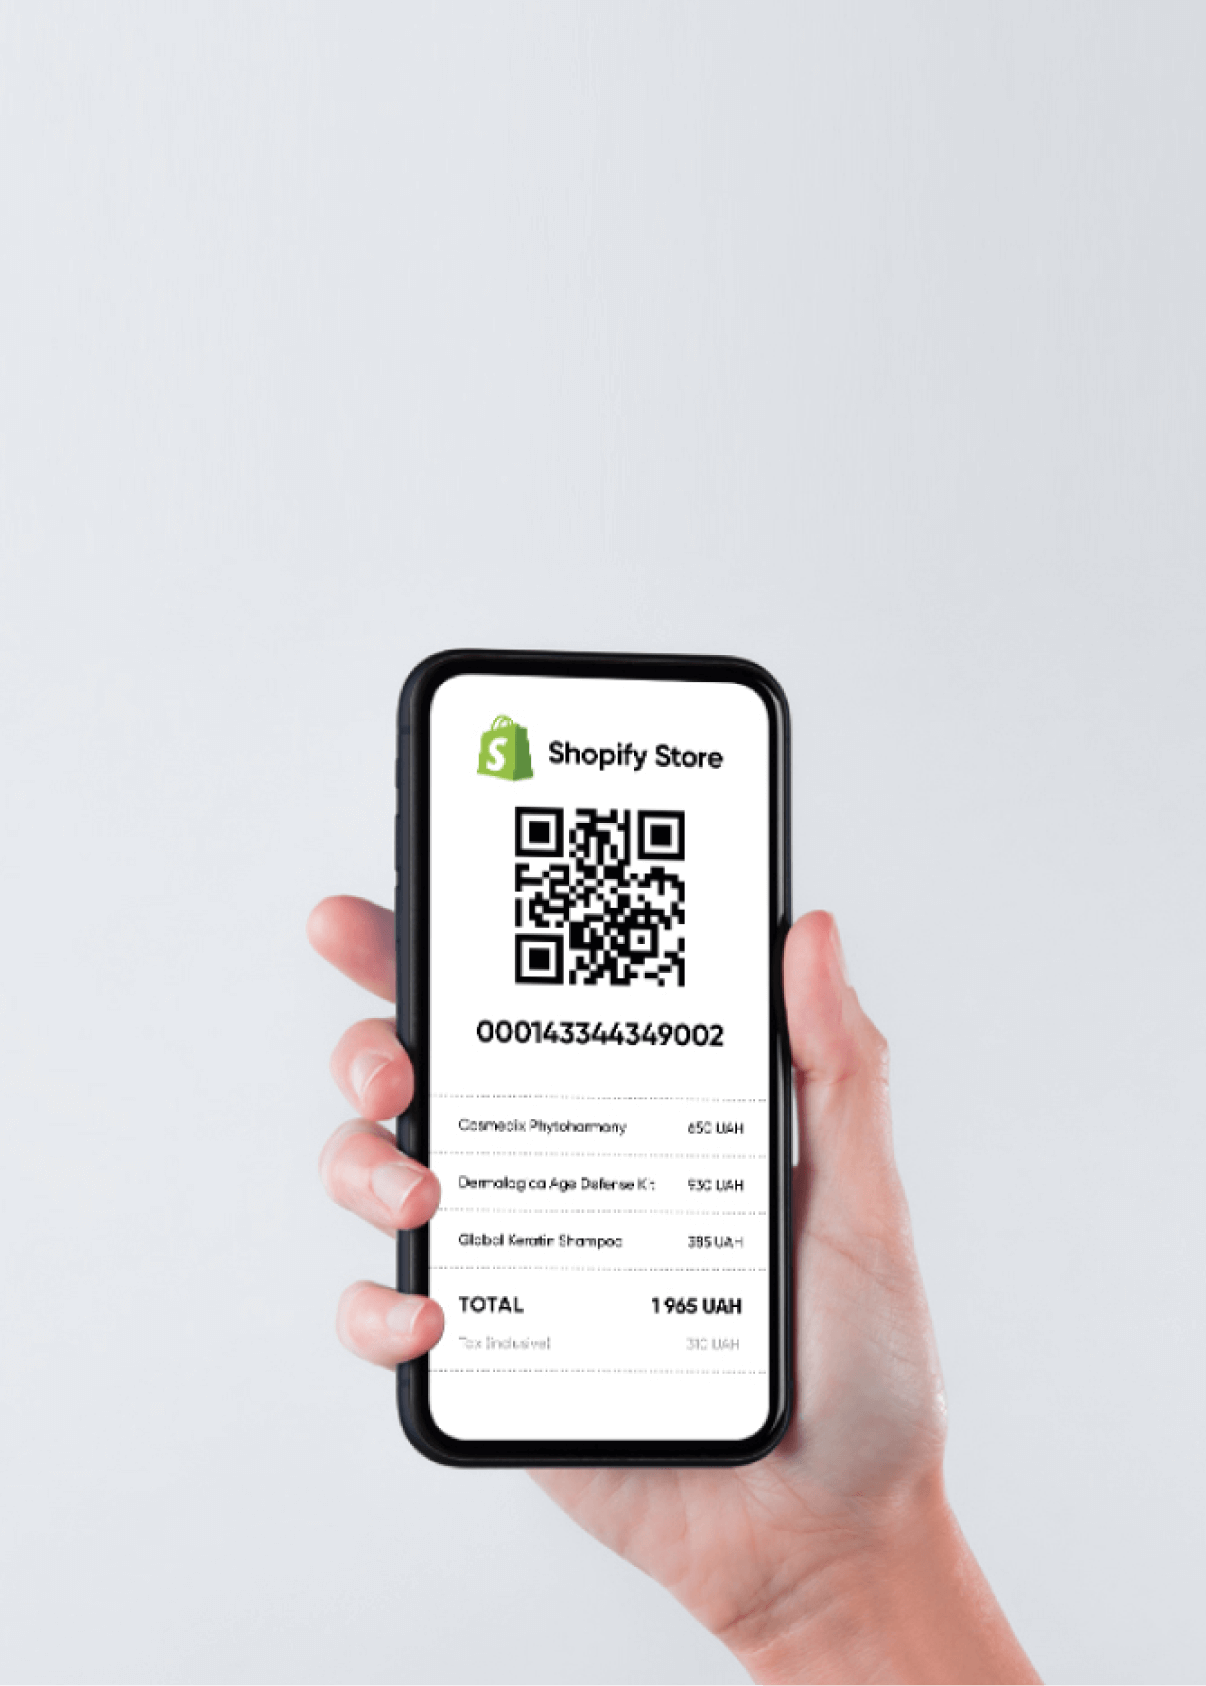 Shopify Store
000143344349002
Cosmedix Phytoharmony 650 UAH
Dermalogica Age Defense Kit 930 UAH
Global Keratin Shampoo 385 UAH
TOTAL 1 965 UAH
Tax (inclusive) 310 UAH